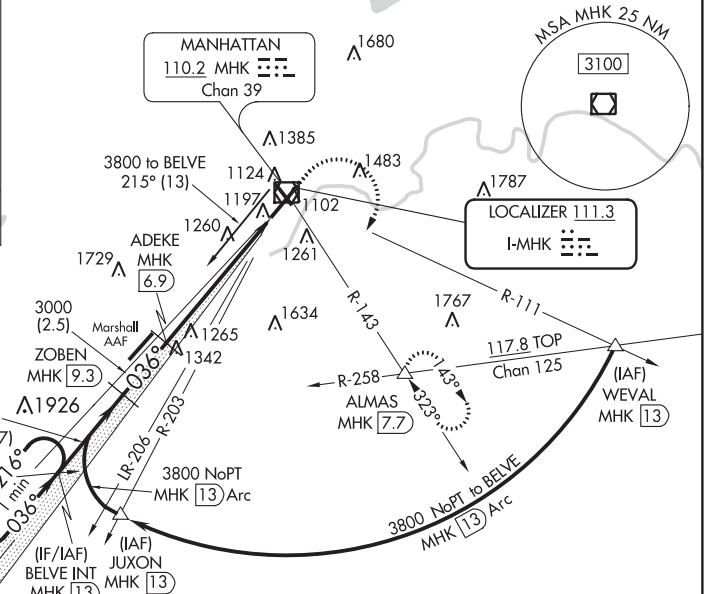 MSA MHK 25 NM
3100
MANHATTAN
110.2 MHK
Chan 39
1680
1385
3800 to BELVE
215° (13)
1124
1483
1197
1102
1787
1260
1261
LOCALIZER 111.3
I-MHK
ADEKE
MHK
6.9
1729
R-143
R-111
3000
(2.5)
Marshall
AAF
1634
1767
1265
1342
117.8 TOP
Chan 125
ZOBEN
MHK 9.3
036°
R-258
ALMAS
MHK 7.7
143°
323°
(IAF)
WEVAL
MHK 13
1926
7)
216°
1 min
036°
LR-206
R-203
3800 NoPT
MHK 13 Arc
3800 NoPT to BELVE
MHK 13 Arc
(IF/IAF)
BELVE INT
MHK 13
(IAF)
JUXON
MHK 13